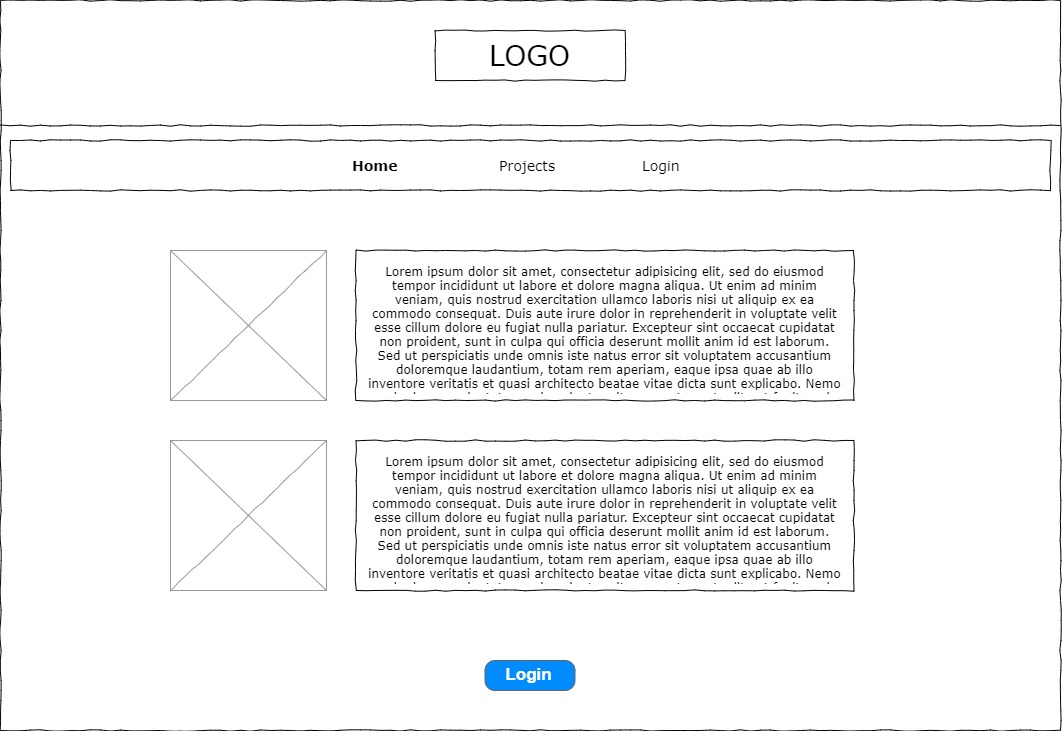 LOGO
Home Projects Login
Lorem ipsum dolor sit amet, consectetur adipisicing elit, sed do eiusmod
tempor incididunt ut labore et dolore magna aliqua. Ut enim ad minim
veniam, quis nostrud exercitation ullamco laboris nisi ut aliquip ex ea
commodo consequat. Duis aute irure dolor in reprehenderit in voluptate velit
esse cillum dolore eu fugiat nulla pariatur. Excepteur sint occaecat cupidatat
non proident, sunt in culpa qui officia deserunt mollit anim id est laborum.
Sed ut perspiciatis unde omnis iste natus error sit voluptatem accusantium
doloremque laudantium, totam rem aperiam, eaque ipsa quae ab illo
inventore veritatis et quasi architecto beatae vitae dicta sunt explicabo. Nemo
Lorem ipsum dolor sit amet, consectetur adipisicing elit, sed do eiusmod
tempor incididunt ut labore et dolore magna aliqua. Ut enim ad minim
veniam, quis nostrud exercitation ullamco laboris nisi ut aliquip ex ea
commodo consequat. Duis aute irure dolor in reprehenderit in voluptate velit
esse cillum dolore eu fugiat nulla pariatur. Excepteur sint occaecat cupidatat
non proident, sunt in culpa qui officia deserunt mollit anim id est laborum.
Sed ut perspiciatis unde omnis iste natus error sit voluptatem accusantium
doloremque laudantium, totam rem aperiam, eaque ipsa quae ab illo
inventore veritatis et quasi architecto beatae vitae dicta sunt explicabo. Nemo
Login